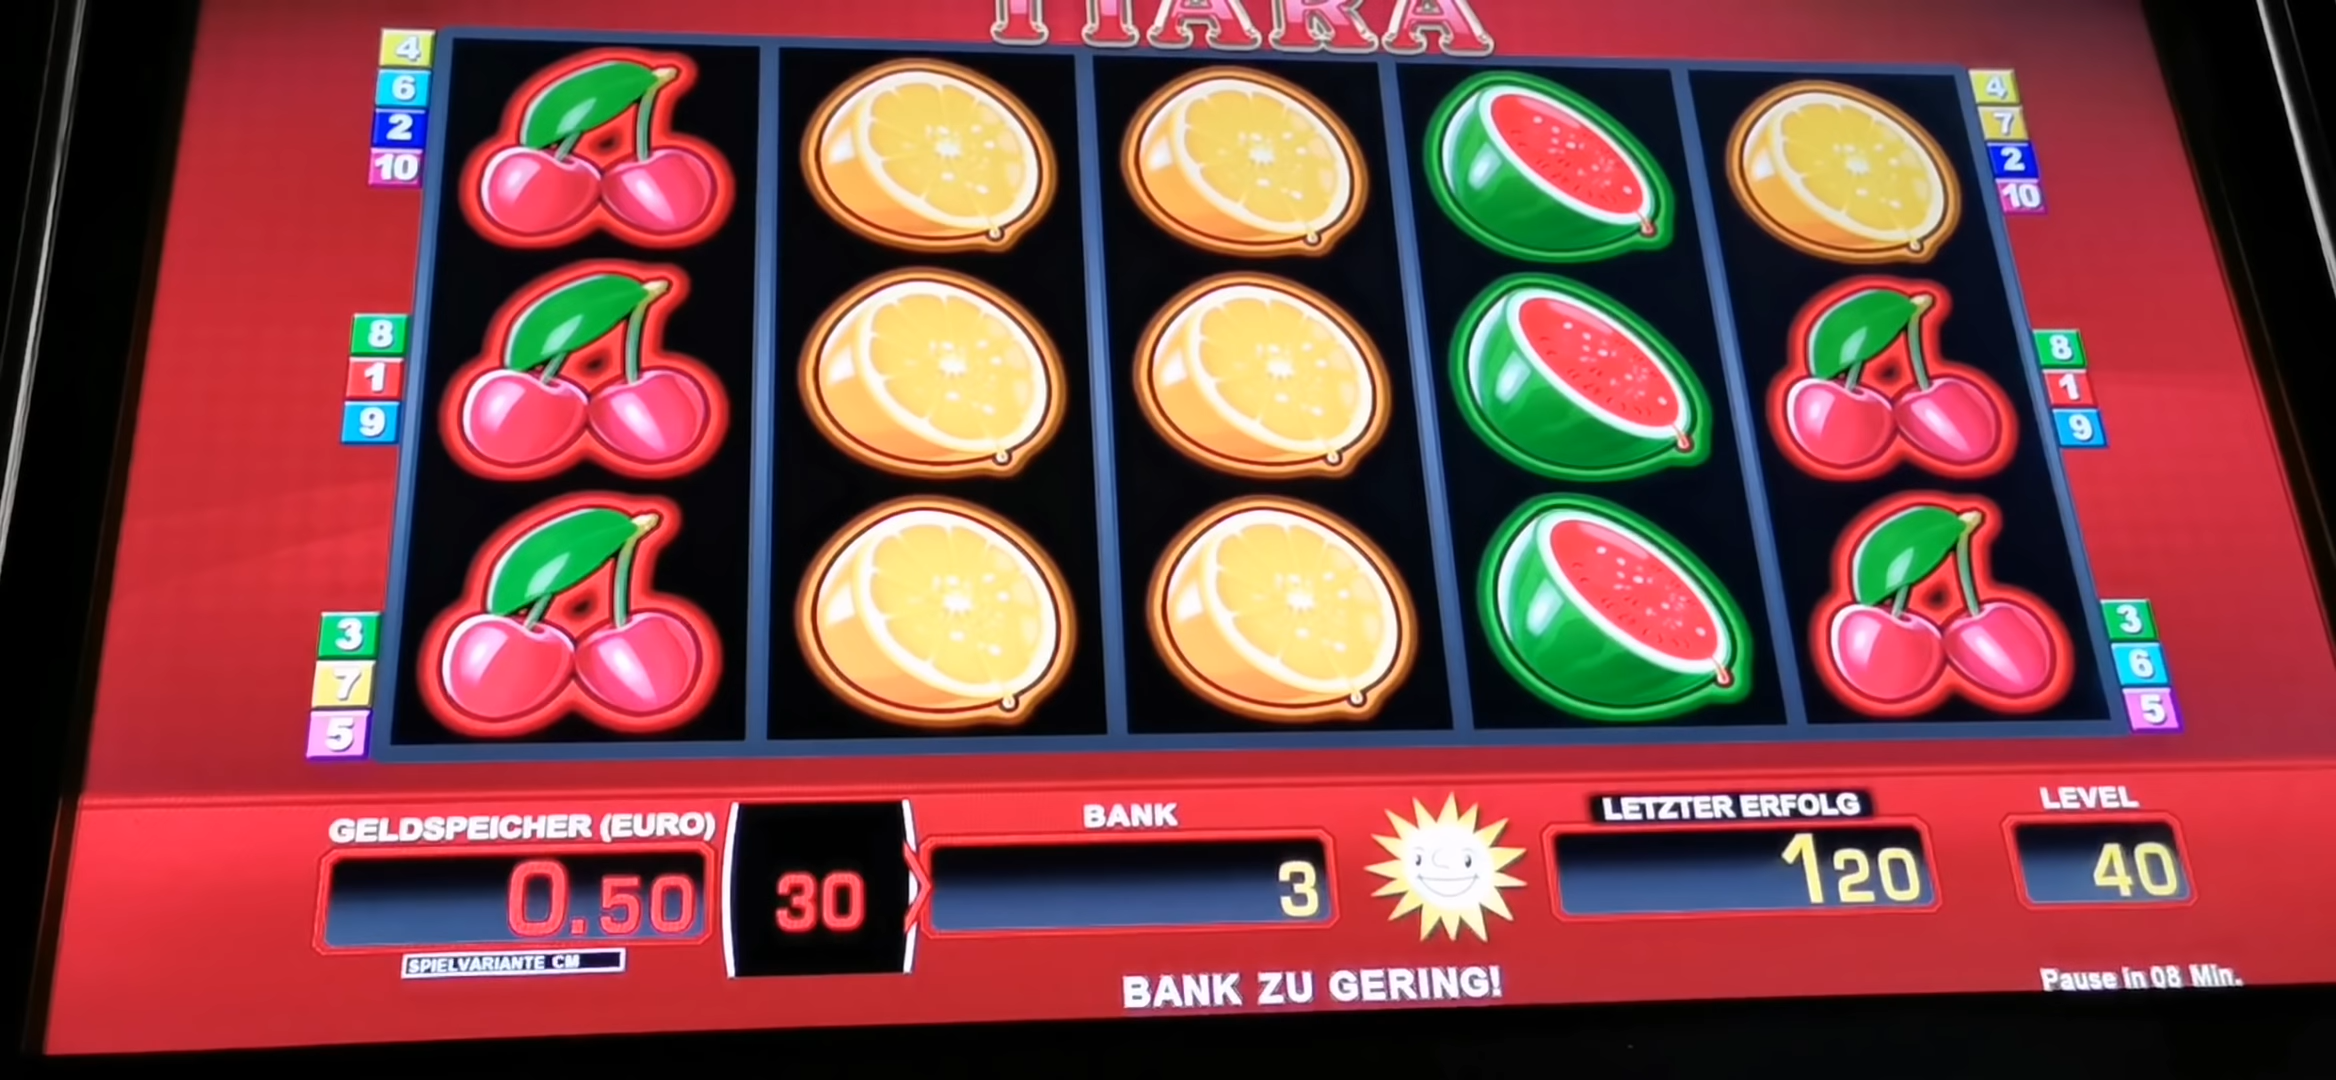 TIARA
4 4
6 7
2 2
10 10
8 8
1 1
9 9
3 3
7 6
5 5
GELDSPEICHER (EURO) BANK LETZTER ERFOLG LEVEL
0.50 30 3 120 40
SPIELVARIANTE CM
BANK ZU GERING!
Pause in 08 Min.